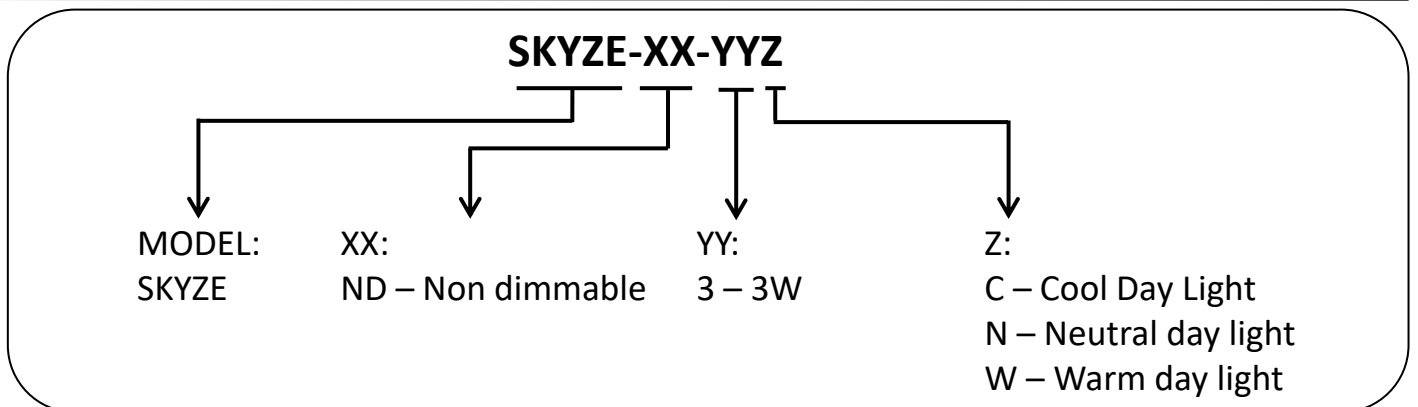 SKYZE-XX-YYZ
MODEL:
SKYZE
XX:
ND – Non dimmable
YY:
3 – 3W
Z:
C – Cool Day Light
N – Neutral day light
W – Warm day light